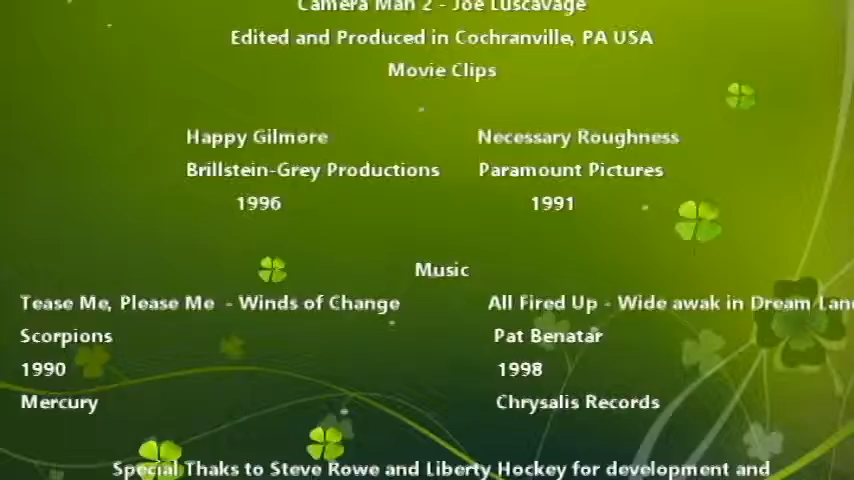 Camera Man 2 - Joe Luscavage
Edited and Produced in Cochranville, PA USA
Movie Clips
Happy Gilmore Necessary Roughness
Brillstein-Grey Productions Paramount Pictures
1996 1991
Music
Tease Me, Please Me - Winds of Change All Fired Up - Wide awak in Dream Lan
Scorpions Pat Benatar
1990 1998
Mercury Chrysalis Records
Special Thaks to Steve Rowe and Liberty Hockey for development and